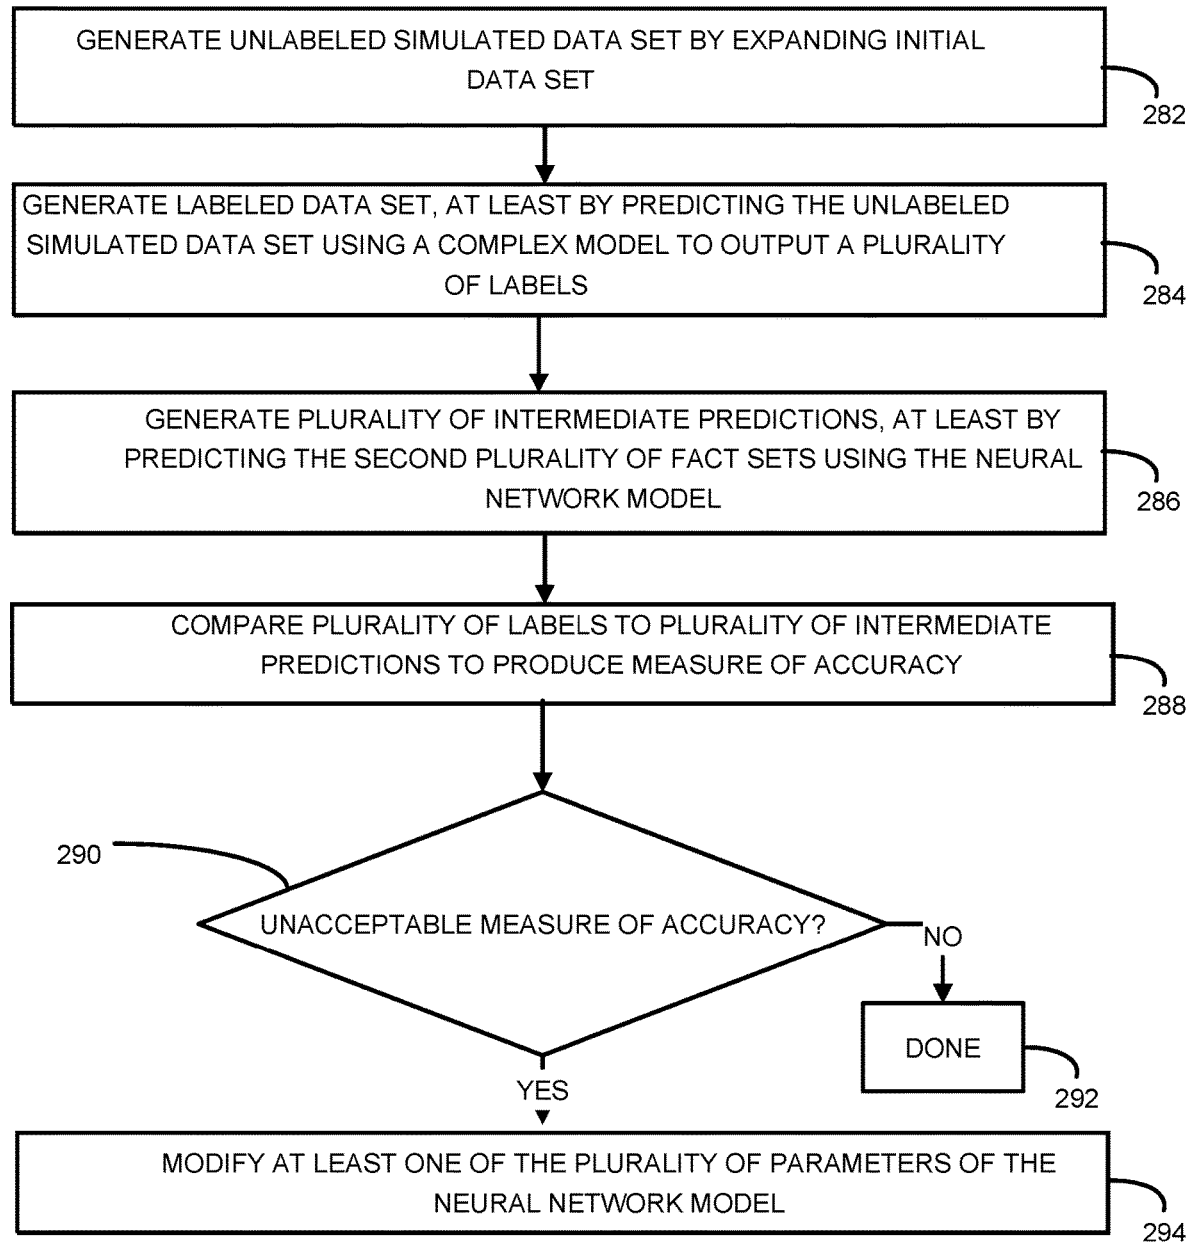 GENERATE UNLABELED SIMULATED DATA SET BY EXPANDING INITIAL
DATA SET
282
GENERATE LABELED DATA SET, AT LEAST BY PREDICTING THE UNLABELED
SIMULATED DATA SET USING A COMPLEX MODEL TO OUTPUT A PLURALITY
OF LABELS
284
GENERATE PLURALITY OF INTERMEDIATE PREDICTIONS, AT LEAST BY
PREDICTING THE SECOND PLURALITY OF FACT SETS USING THE NEURAL
NETWORK MODEL
286
COMPARE PLURALITY OF LABELS TO PLURALITY OF INTERMEDIATE
PREDICTIONS TO PRODUCE MEASURE OF ACCURACY
288
290
UNACCEPTABLE MEASURE OF ACCURACY?
NO
DONE
292
YES
MODIFY AT LEAST ONE OF THE PLURALITY OF PARAMETERS OF THE
NEURAL NETWORK MODEL
294